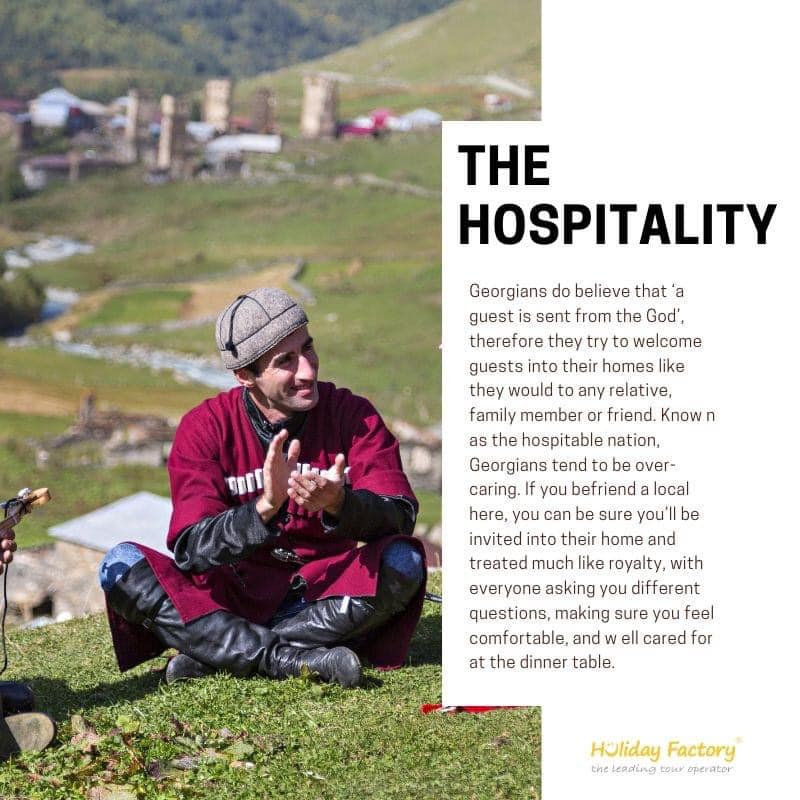 THE
HOSPITALITY
Georgians do believe that ‘a
guest is sent from the God’,
therefore they try to welcome
guests into their homes like
they would to any relative,
family member or friend. Know n
as the hospitable nation,
Georgians tend to be over-
caring. If you befriend a local
here, you can be sure you’ll be
invited into their home and
treated much like royalty, with
everyone asking you different
questions, making sure you feel
comfortable, and w ell cared for
at the dinner table.
Holiday Factory®
the leading tour operator